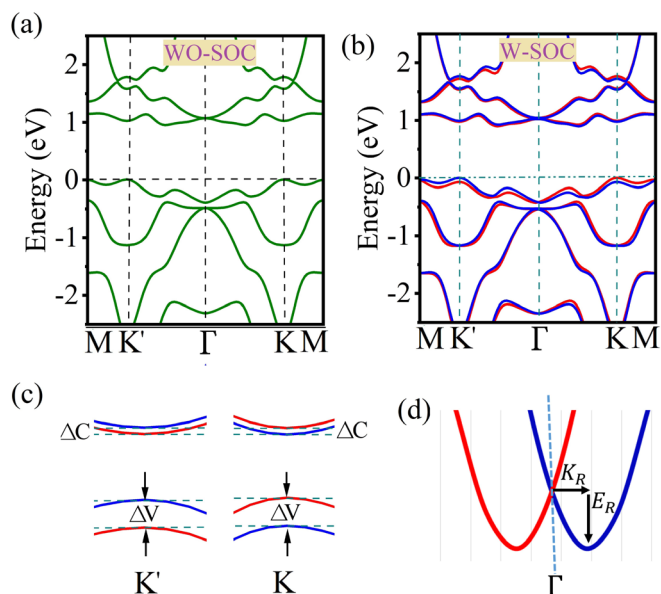 (a)
WO-SOC
Energy (eV)
2
1
0
-1
-2
M K' Γ K M
(b)
W-SOC
Energy (eV)
2
1
0
-1
-2
M K' Γ K M
(c)
ΔC ΔC
ΔV ΔV
K' K
(d)
K_R
E_R
Γ